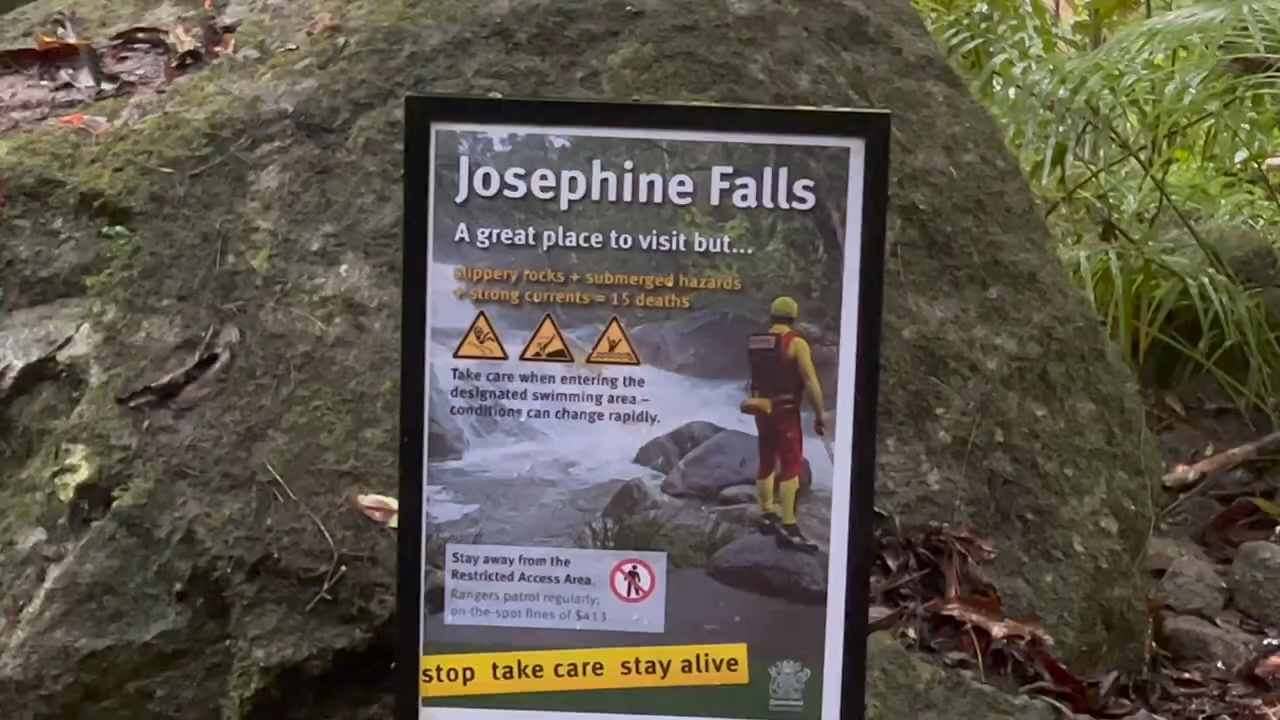 Josephine Falls
A great place to visit but...
slippery rocks + submerged hazards
+ strong currents = 15 deaths
Take care when entering the
designated swimming area –
conditions can change rapidly.
Stay away from the
Restricted Access Area.
Rangers patrol regularly;
on-the-spot fines of $413
stop take care stay alive
Queensland